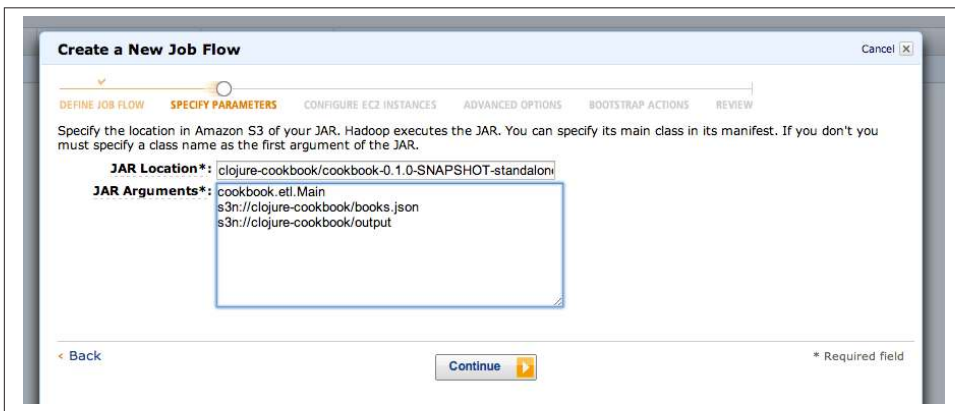 Create a New Job Flow
Cancel
DEFINE JOB FLOW
SPECIFY PARAMETERS
CONFIGURE EC2 INSTANCES
ADVANCED OPTIONS
BOOTSTRAP ACTIONS
REVIEW
Specify the location in Amazon S3 of your JAR. Hadoop executes the JAR. You can specify its main class in its manifest. If you don't you
must specify a class name as the first argument of the JAR.
JAR Location*: clojure-cookbook/cookbook-0.1.0-SNAPSHOT-standalon
JAR Arguments*: cookbook.etl.Main
s3n://clojure-cookbook/books.json
s3n://clojure-cookbook/output
< Back
Continue
* Required field